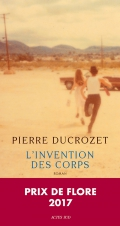 PIERRE DUCROZET
L'INVENTION
DES CORPS
ROMAN
PRIX DE FLORE
2017
ACTES SUD